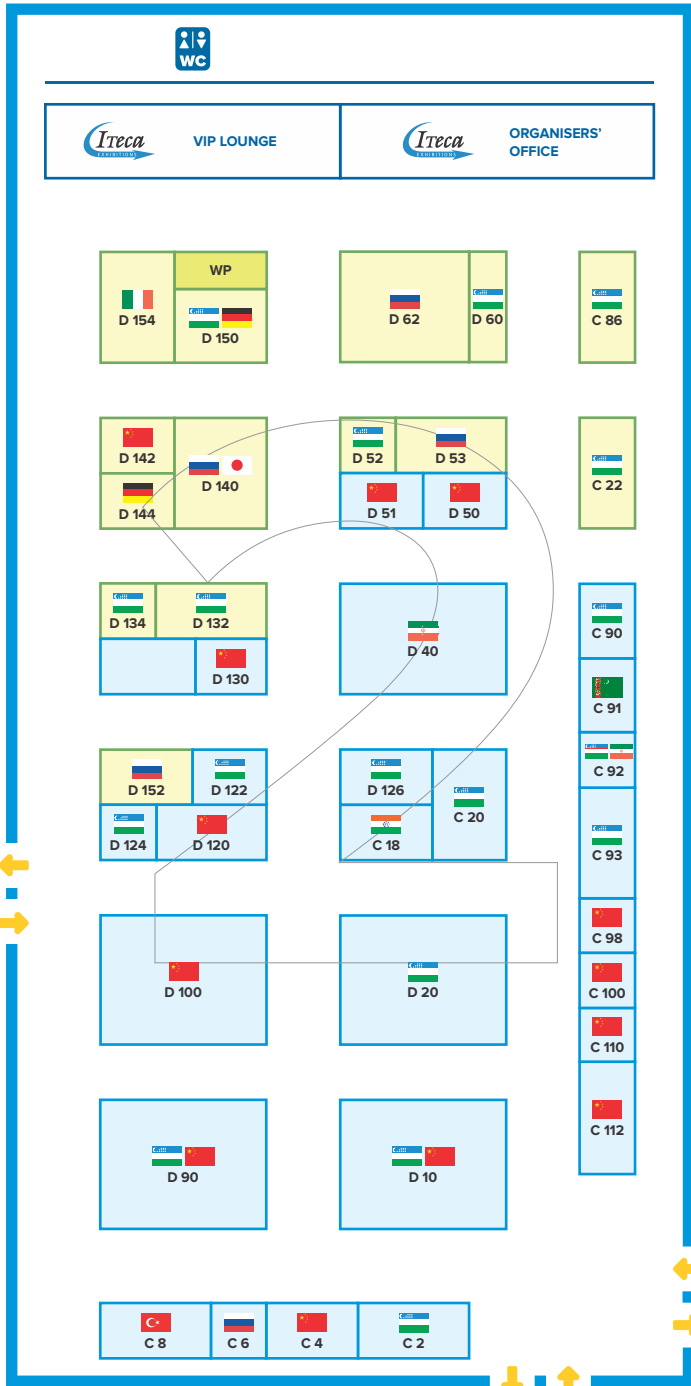 WC
ITECA
EXHIBITIONS
VIP LOUNGE
ITECA
EXHIBITIONS
ORGANISERS'
OFFICE
WP
D 154
D 150
D 62
D 60
C 86
D 142
D 140
D 144
D 52
D 53
D 51
D 50
C 22
D 134
D 132
D 130
D 40
C 90
C 91
C 92
D 152
D 122
D 124
D 120
D 126
C 20
C 18
C 93
C 98
D 100
D 20
C 100
C 110
C 112
D 90
D 10
C 8
C 6
C 4
C 2